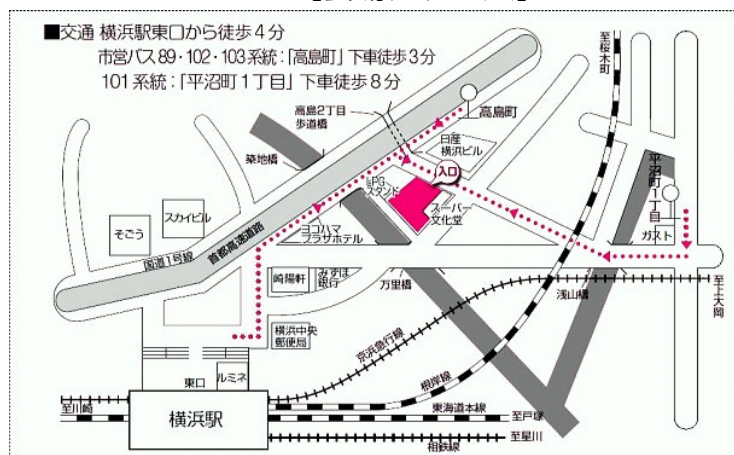 ■交通 横浜駅東口から徒歩4分
市営バス89・102・103系統:「高島町」下車徒歩3分
101系統:「平沼町1丁目」下車徒歩8分
至桜木町
高島2丁目
歩道橋
高島町
築地橋
日産
横浜ビル
入口
平沼町1丁目
LPG
スタンド
スーパー
文化堂
スカイビル
そごう
ヨコハマ
プラザホテル
ガスト
首都高速道路
国道1号線
崎陽軒
みずほ
銀行
万里橋
浅山橋
至上大岡
横浜中央
郵便局
京浜急行線
根岸線
東口
ルミネ
至川崎
横浜駅
東海道本線
至戸塚
相鉄線
至星川